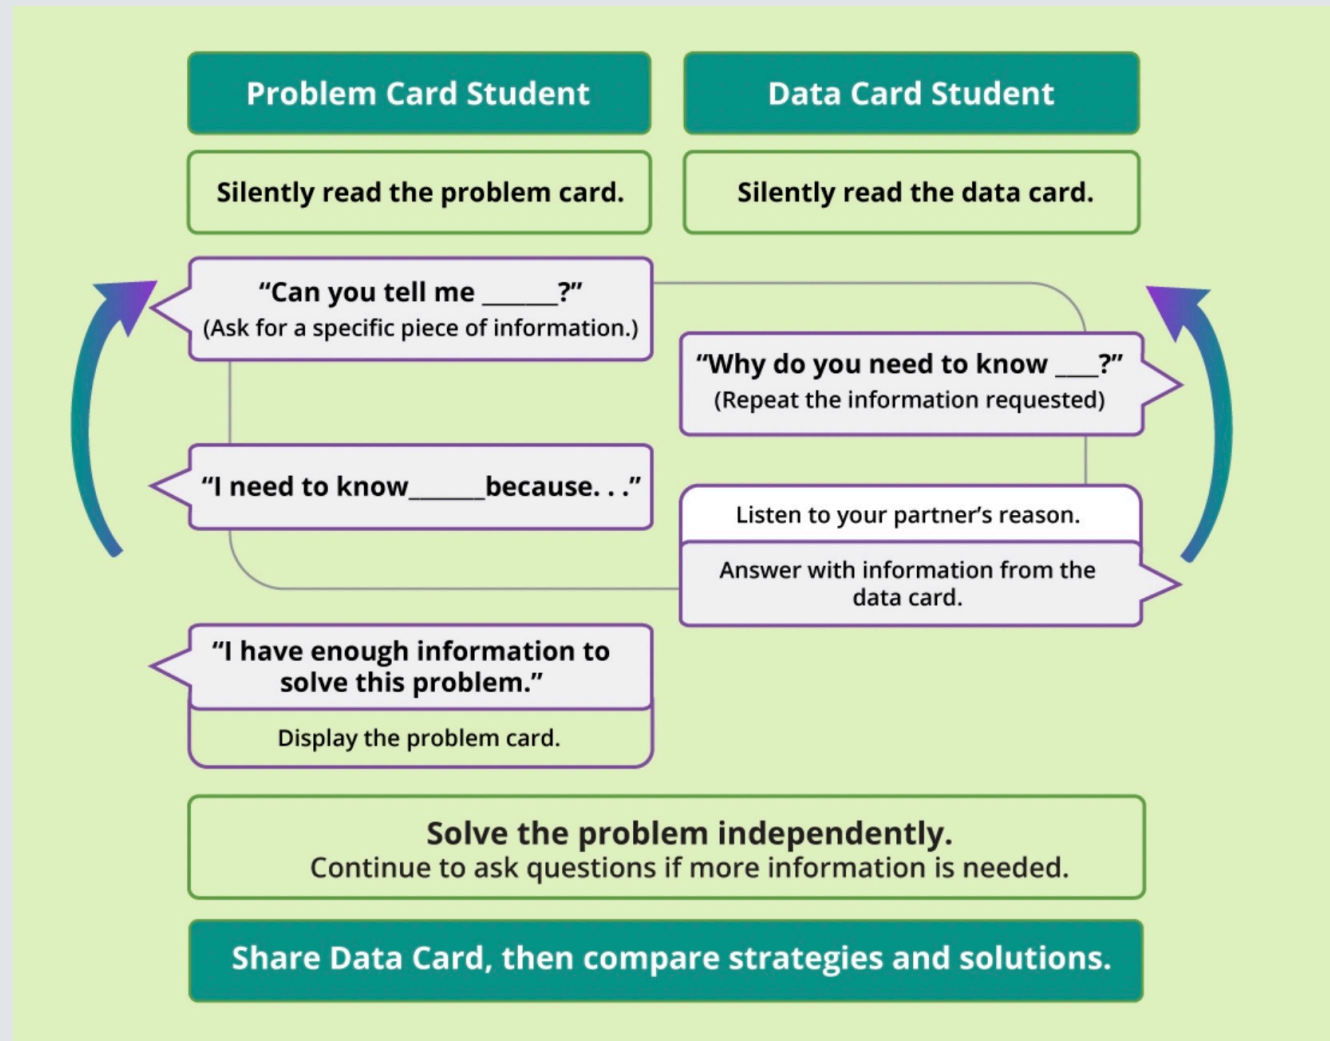 Problem Card Student
Data Card Student
Silently read the problem card.
Silently read the data card.
“Can you tell me ______?”
(Ask for a specific piece of information.)
“Why do you need to know ___?”
(Repeat the information requested)
“I need to know______because. . .”
Listen to your partner’s reason.
Answer with information from the
data card.
“I have enough information to
solve this problem.”
Display the problem card.
Solve the problem independently.
Continue to ask questions if more information is needed.
Share Data Card, then compare strategies and solutions.